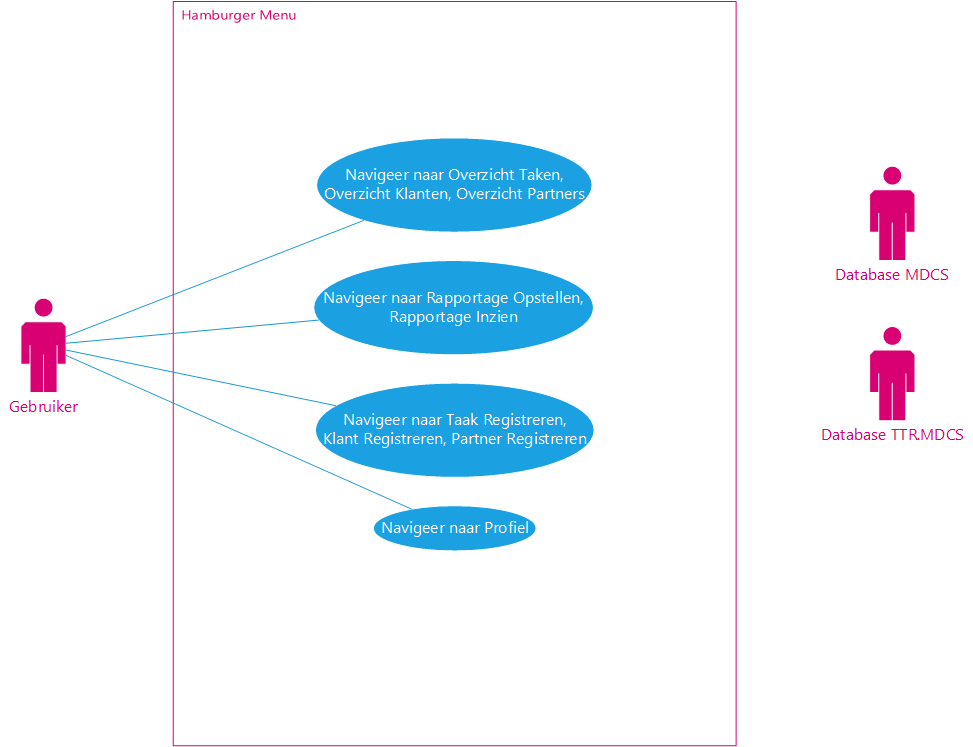 Hamburger Menu
Navigeer naar Overzicht Taken,
Overzicht Klanten, Overzicht Partners
Navigeer naar Rapportage Opstellen,
Rapportage Inzien
Navigeer naar Taak Registreren,
Klant Registreren, Partner Registreren
Navigeer naar Profiel
Gebruiker
Database MDCS
Database TTR.MDCS